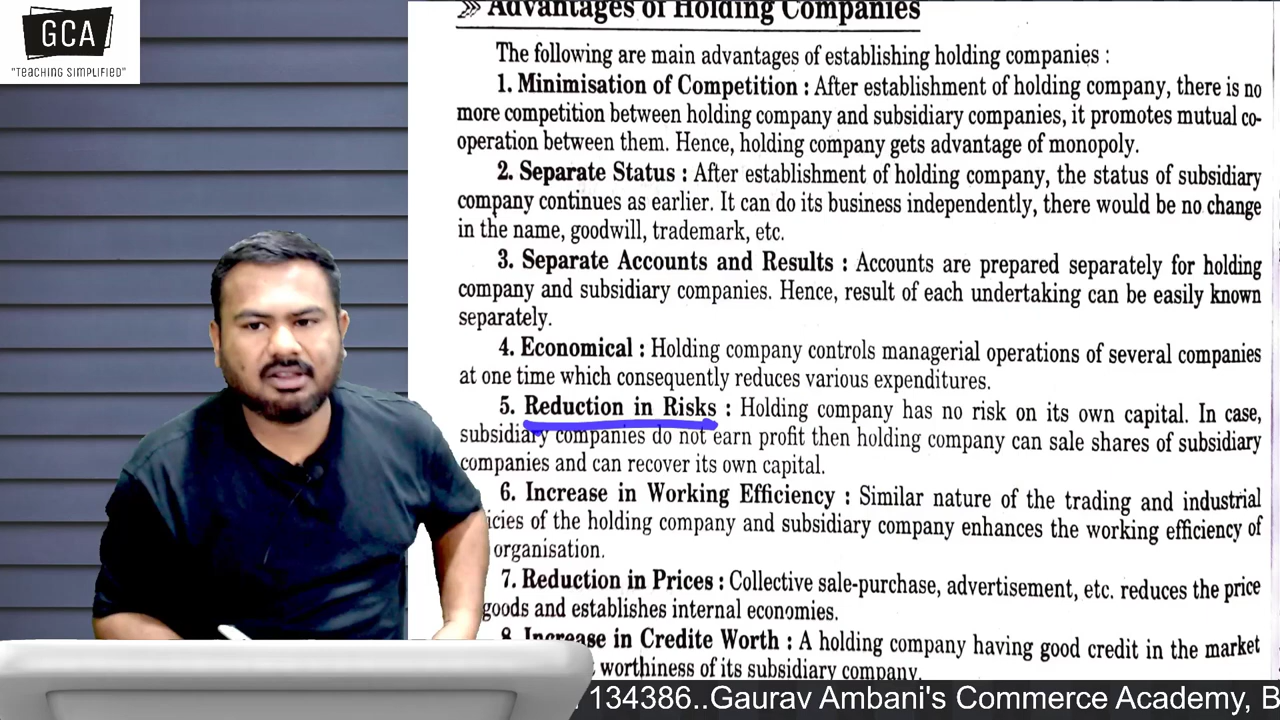 GCA
"TEACHING SIMPLIFIED"
» Advantages of Holding Companies
The following are main advantages of establishing holding companies :
1. Minimisation of Competition : After establishment of holding company, there is no
more competition between holding company and subsidiary companies, it promotes mutual co-
operation between them. Hence, holding company gets advantage of monopoly.
2. Separate Status : After establishment of holding company, the status of subsidiary
company continues as earlier. It can do its business independently, there would be no change
in the name, goodwill, trademark, etc.
3. Separate Accounts and Results : Accounts are prepared separately for holding
company and subsidiary companies. Hence, result of each undertaking can be easily known
separately.
4. Economical : Holding company controls managerial operations of several companies
at one time which consequently reduces various expenditures.
5. Reduction in Risks : Holding company has no risk on its own capital. In case,
subsidiary companies do not earn profit then holding company can sale shares of subsidiary
companies and can recover its own capital.
6. Increase in Working Efficiency : Similar nature of the trading and industrial
icies of the holding company and subsidiary company enhances the working efficiency of
organisation.
7. Reduction in Prices : Collective sale-purchase, advertisement, etc. reduces the price
goods and establishes internal economies.
8. Increase in Credite Worth : A holding company having good credit in the market
worthiness of its subsidiary company.
134386..Gaurav Ambani's Commerce Academy, B